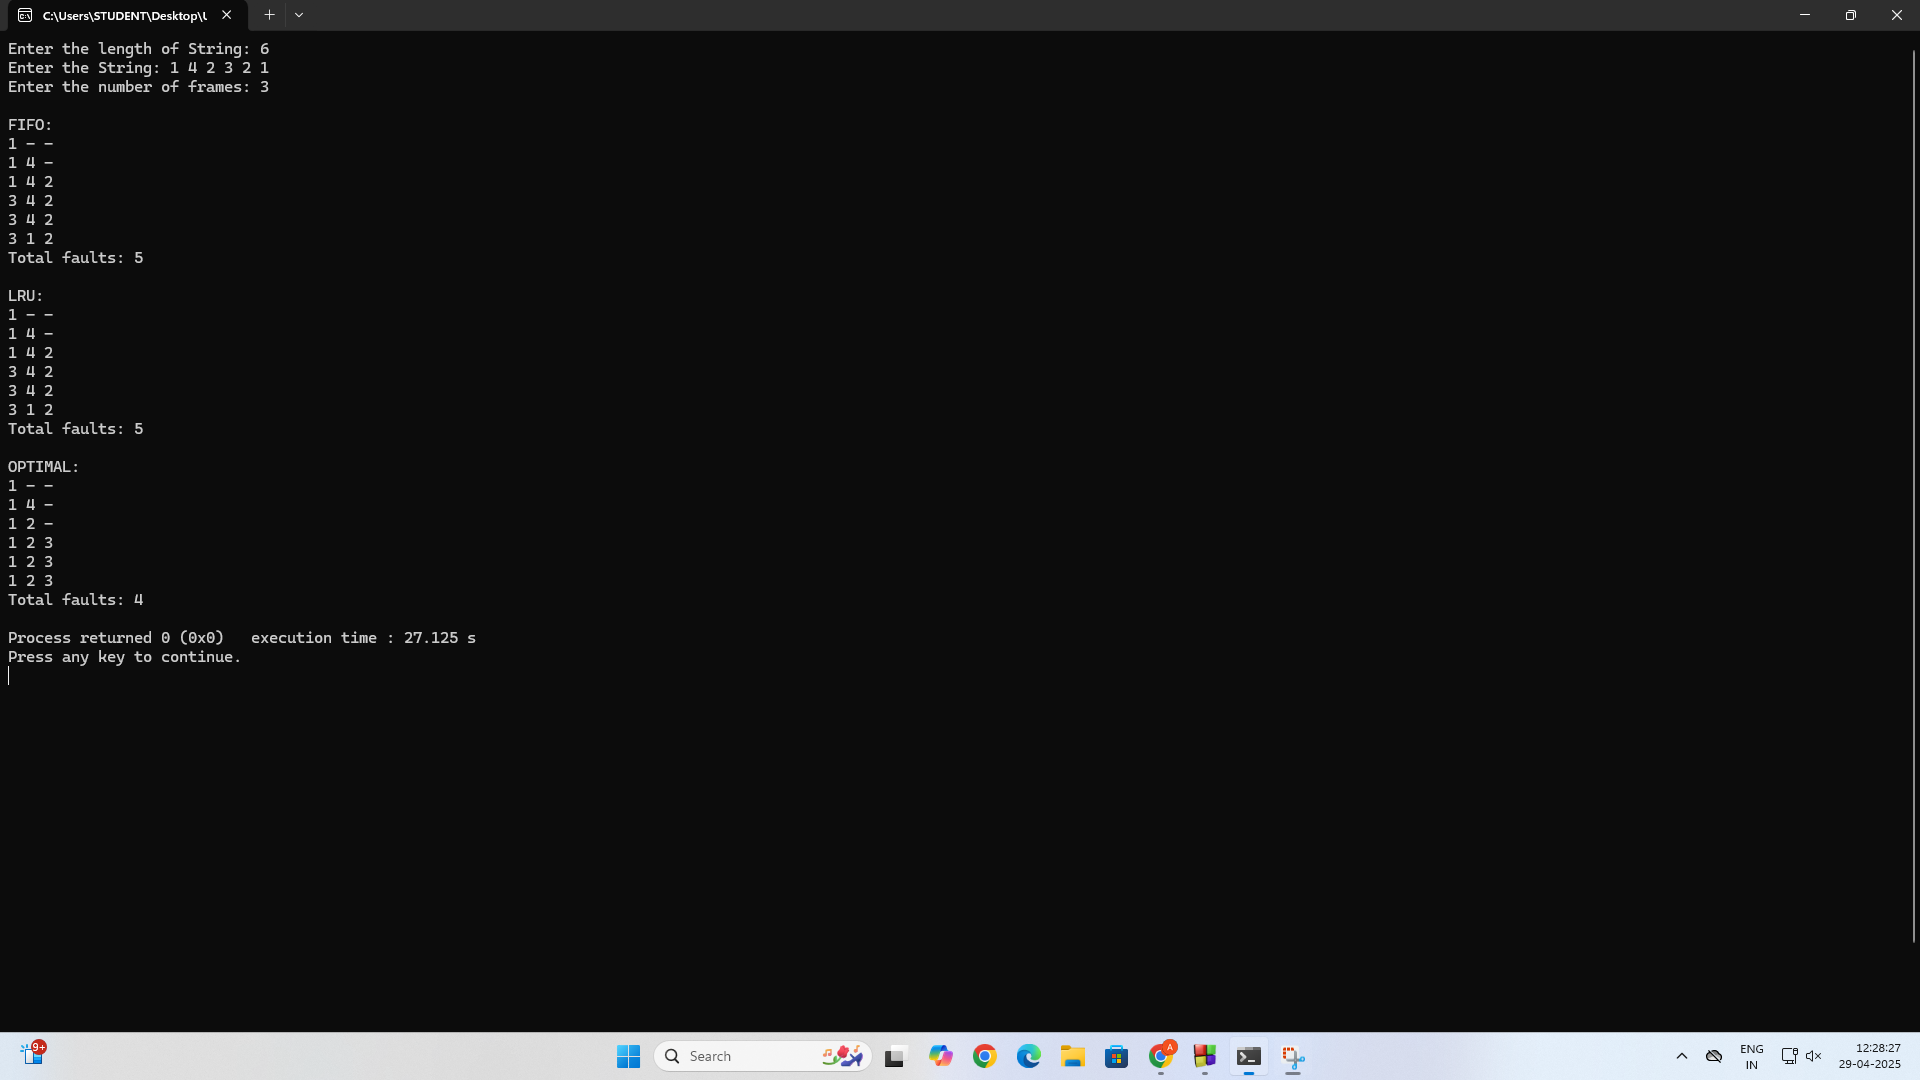 C:\Users\STUDENT\Desktop\U
Enter the length of String: 6
Enter the String: 1 4 2 3 2 1
Enter the number of frames: 3
FIFO:
1 - -
1 4 -
1 4 2
3 4 2
3 4 2
3 1 2
Total faults: 5
LRU:
1 - -
1 4 -
1 4 2
3 4 2
3 4 2
3 1 2
Total faults: 5
OPTIMAL:
1 - -
1 4 -
1 2 -
1 2 3
1 2 3
1 2 3
Total faults: 4
Process returned 0 (0x0)   execution time : 27.125 s
Press any key to continue.
9+
Search
A
ENG
IN
12:28:27
29-04-2025